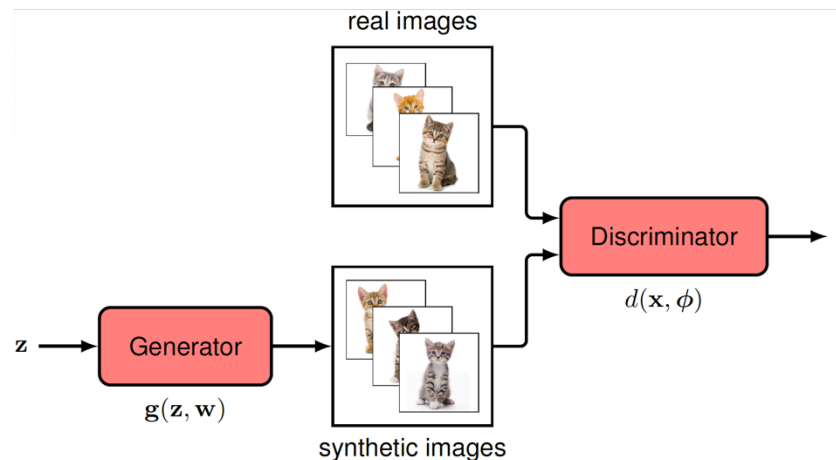 real images
Discriminator
d(x, ϕ)
z
Generator
g(z, w)
synthetic images